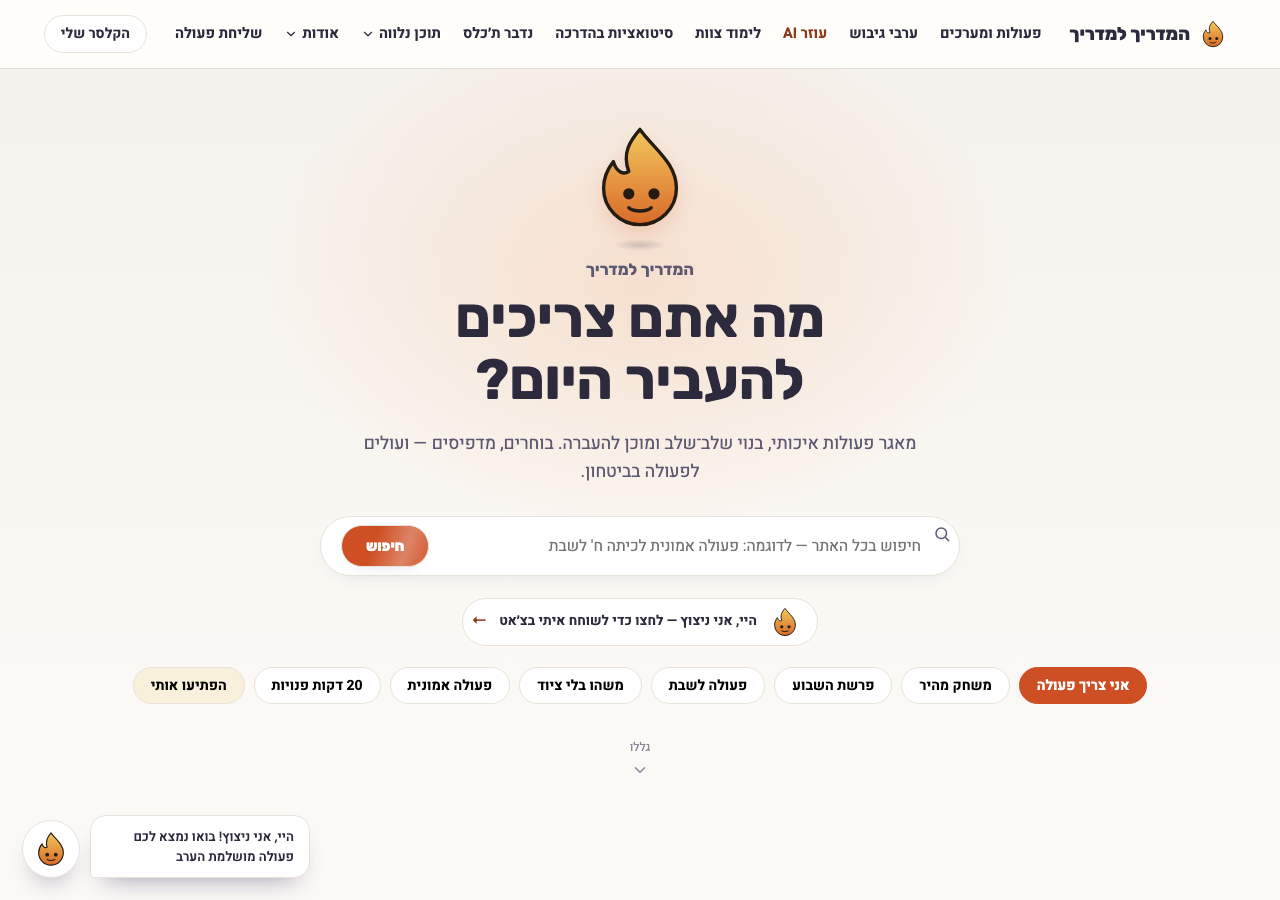 המדריך למדריך
פעולות ומערכים
ערבי גיבוש
עוזר AI
לימוד צוות
סיטואציות בהדרכה
נדבר ת׳כלס
תוכן נלווה
אודות
שליחת פעולה
הקלסר שלי
המדריך למדריך
מה אתם צריכים
להעביר היום?
מאגר פעולות איכותי, בנוי שלב־שלב ומוכן להעברה. בוחרים, מדפיסים — ועולים
לפעולה בביטחון.
חיפוש בכל האתר — לדוגמה: פעולה אמונית לכיתה ח' לשבת
חיפוש
היי, אני ניצוץ — לחצו כדי לשוחח איתי בצ׳אט ←
אני צריך פעולה
משחק מהיר
פרשת השבוע
פעולה לשבת
משהו בלי ציוד
פעולה אמונית
20 דקות פנויות
הפתיעו אותי
גללו
היי, אני ניצוץ! בואו נמצא לכם
פעולה מושלמת הערב